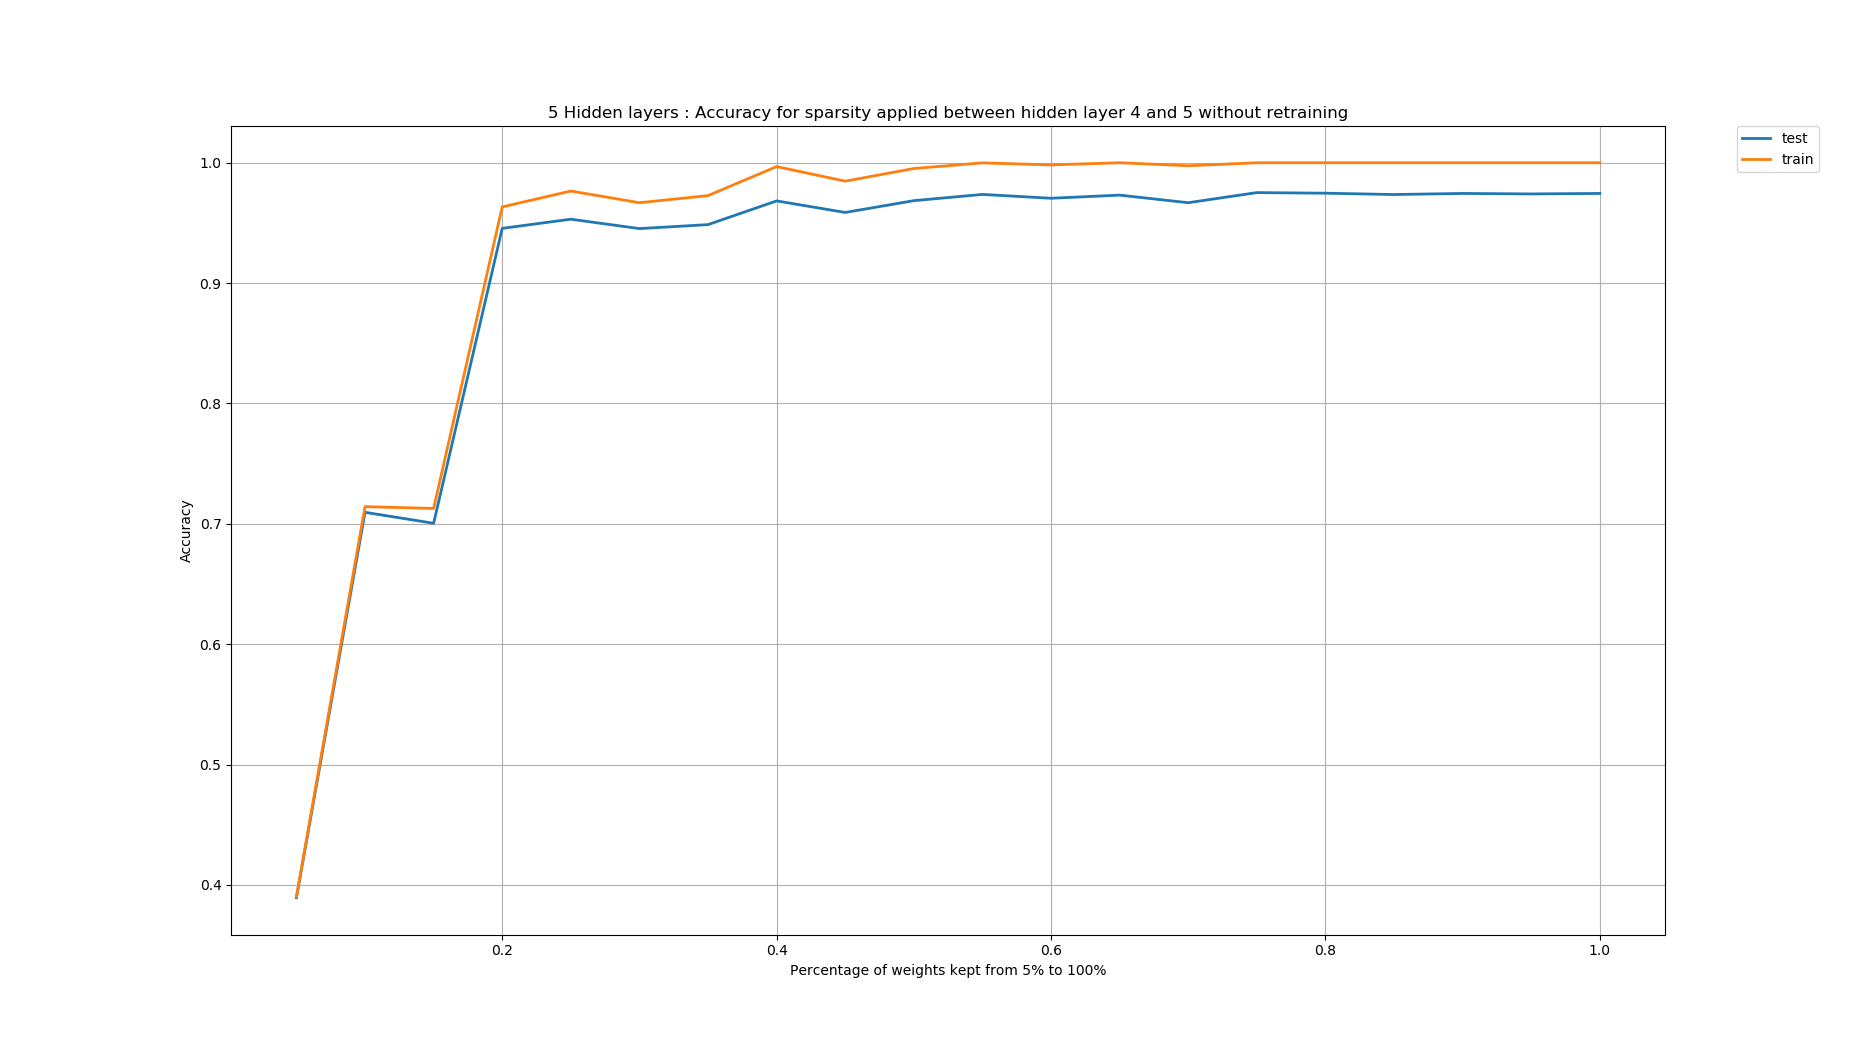 5 Hidden layers : Accuracy for sparsity applied between hidden layer 4 and 5 without retraining
test
train
1.0
0.9
0.8
0.7
0.6
0.5
0.4
Accuracy
0.2
0.4
0.6
0.8
1.0
Percentage of weights kept from 5% to 100%